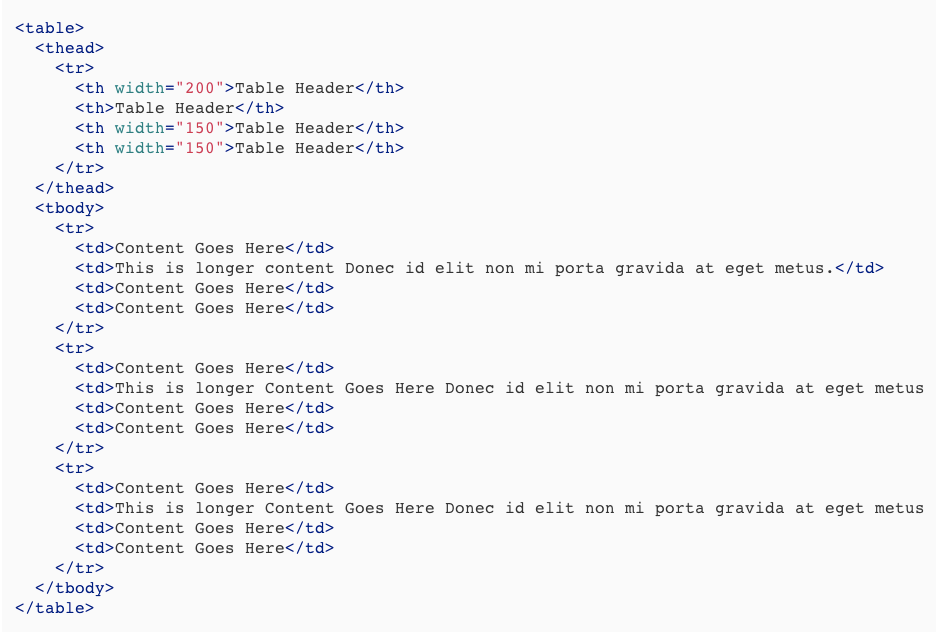 <table>
  <thead>
    <tr>
      <th width="200">Table Header</th>
      <th>Table Header</th>
      <th width="150">Table Header</th>
      <th width="150">Table Header</th>
    </tr>
  </thead>
  <tbody>
    <tr>
      <td>Content Goes Here</td>
      <td>This is longer content Donec id elit non mi porta gravida at eget metus.</td>
      <td>Content Goes Here</td>
      <td>Content Goes Here</td>
    </tr>
    <tr>
      <td>Content Goes Here</td>
      <td>This is longer Content Goes Here Donec id elit non mi porta gravida at eget metus
      <td>Content Goes Here</td>
      <td>Content Goes Here</td>
    </tr>
    <tr>
      <td>Content Goes Here</td>
      <td>This is longer Content Goes Here Donec id elit non mi porta gravida at eget metus
      <td>Content Goes Here</td>
      <td>Content Goes Here</td>
    </tr>
  </tbody>
</table>